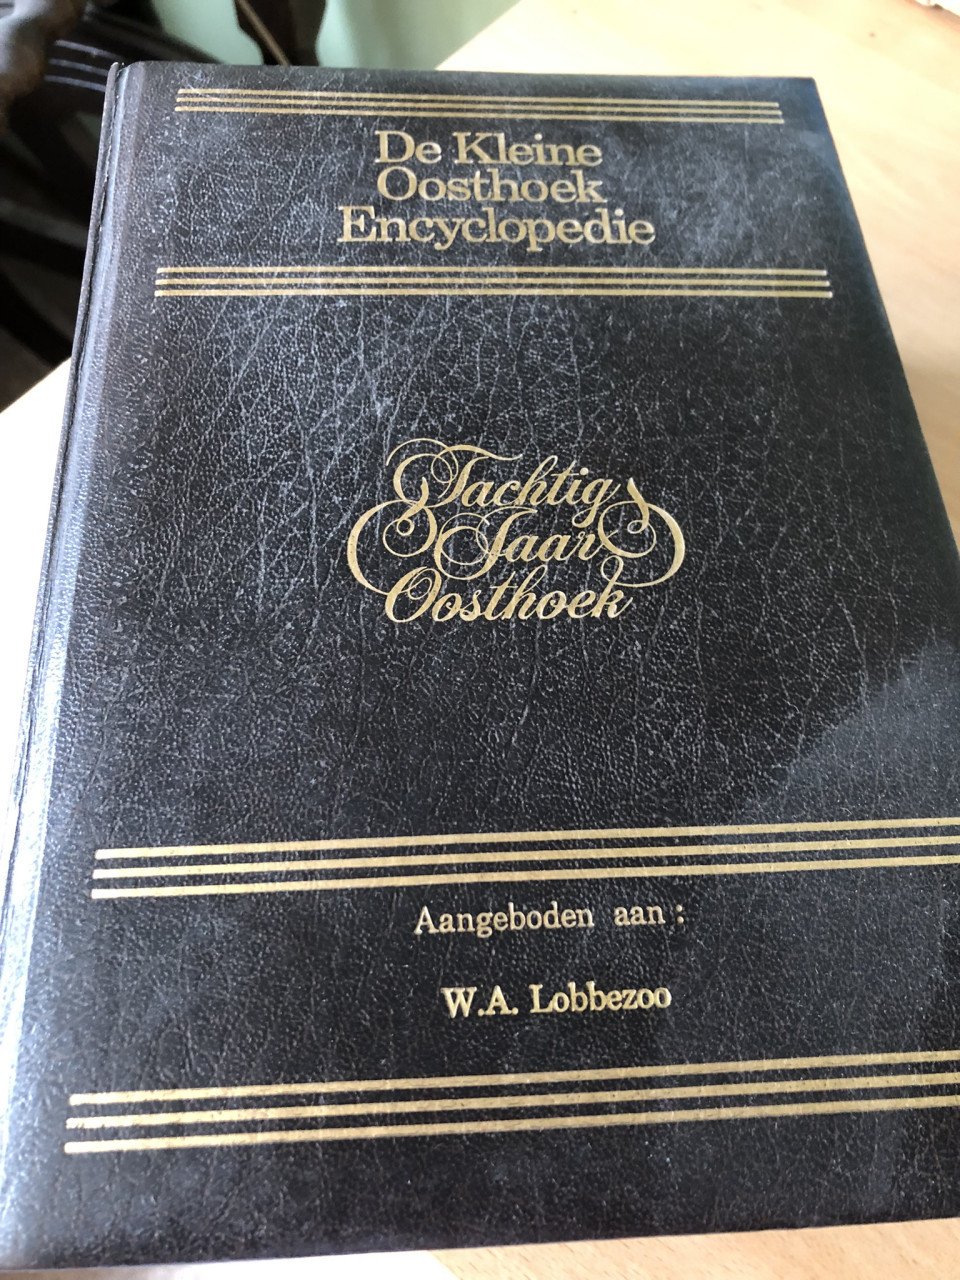 De Kleine
Oosthoek
Encyclopedie
Tachtig
Jaar
Oosthoek
Aangeboden aan :
W.A. Lobbezoo